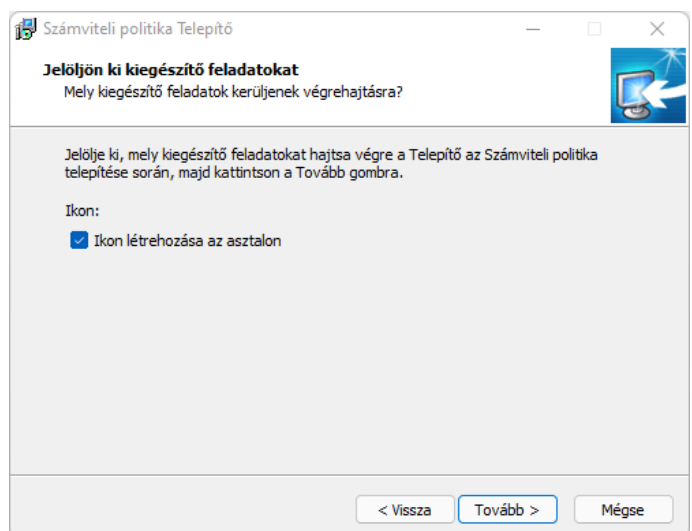 Számviteli politika Telepítő
Jelöljön ki kiegészítő feladatokat
Mely kiegészítő feladatok kerüljenek végrehajtásra?
Jelölje ki, mely kiegészítő feladatokat hajtsa végre a Telepítő az Számviteli politika
telepítése során, majd kattintson a Tovább gombra.
Ikon:
Ikon létrehozása az asztalon
< Vissza
Tovább >
Mégse